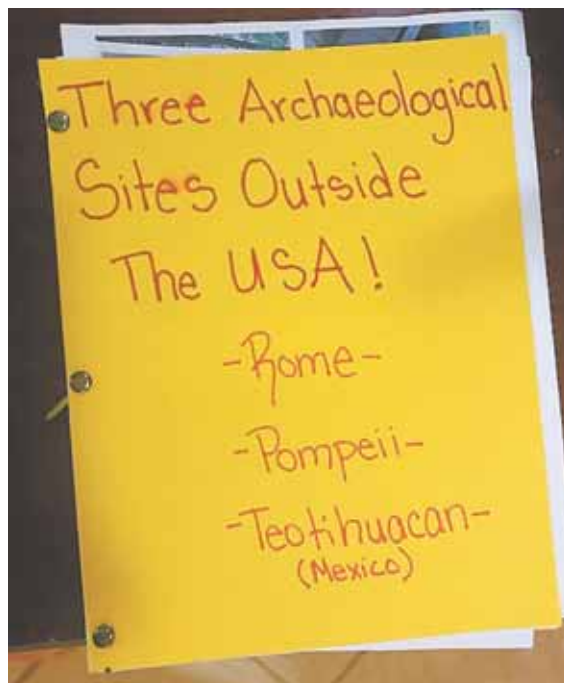 Three Archaeological
Sites Outside
The USA!
-Rome-
-Pompeii-
-Teotihuacan-
(Mexico)